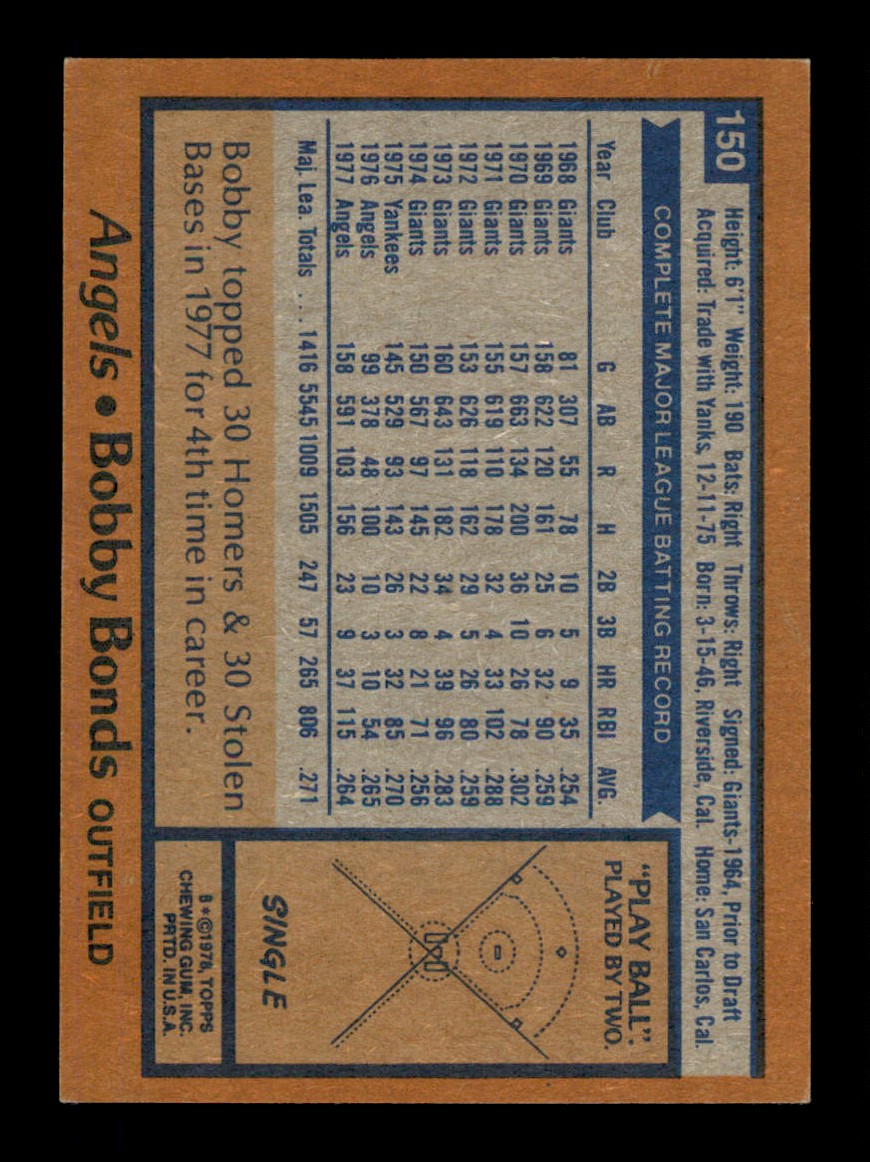 150
Height: 6'1" Weight: 190 Bats: Right Throws: Right Signed: Giants-1964, Prior to Draft
Acquired: Trade with Yanks, 12-11-75 Born: 3-15-46, Riverside, Cal. Home: San Carlos, Cal.
COMPLETE MAJOR LEAGUE BATTING RECORD
Year Club G AB R H 2B 3B HR RBI AVG.
1968 Giants 81 307 55 78 10 5 9 35 .254
1969 Giants 158 622 120 161 25 6 32 90 .259
1970 Giants 157 663 134 200 36 10 26 78 .302
1971 Giants 155 619 110 178 32 4 33 102 .288
1972 Giants 153 626 118 162 29 5 26 80 .259
1973 Giants 160 643 131 182 34 4 39 96 .283
1974 Giants 150 567 97 145 22 8 21 71 .256
1975 Yankees 145 529 93 143 26 3 32 85 .270
1976 Angels 99 378 48 100 10 3 10 54 .265
1977 Angels 158 591 103 156 23 9 37 115 .264
Maj. Lea. Totals . . . 1416 5545 1009 1505 247 57 265 806 .271
Bobby topped 30 Homers & 30 Stolen
Bases in 1977 for 4th time in career.
"PLAY BALL".
PLAYED BY TWO.
SINGLE
B*©1978, TOPPS
CHEWING GUM, INC.
PRTD. IN U.S.A.
Angels • Bobby Bonds OUTFIELD